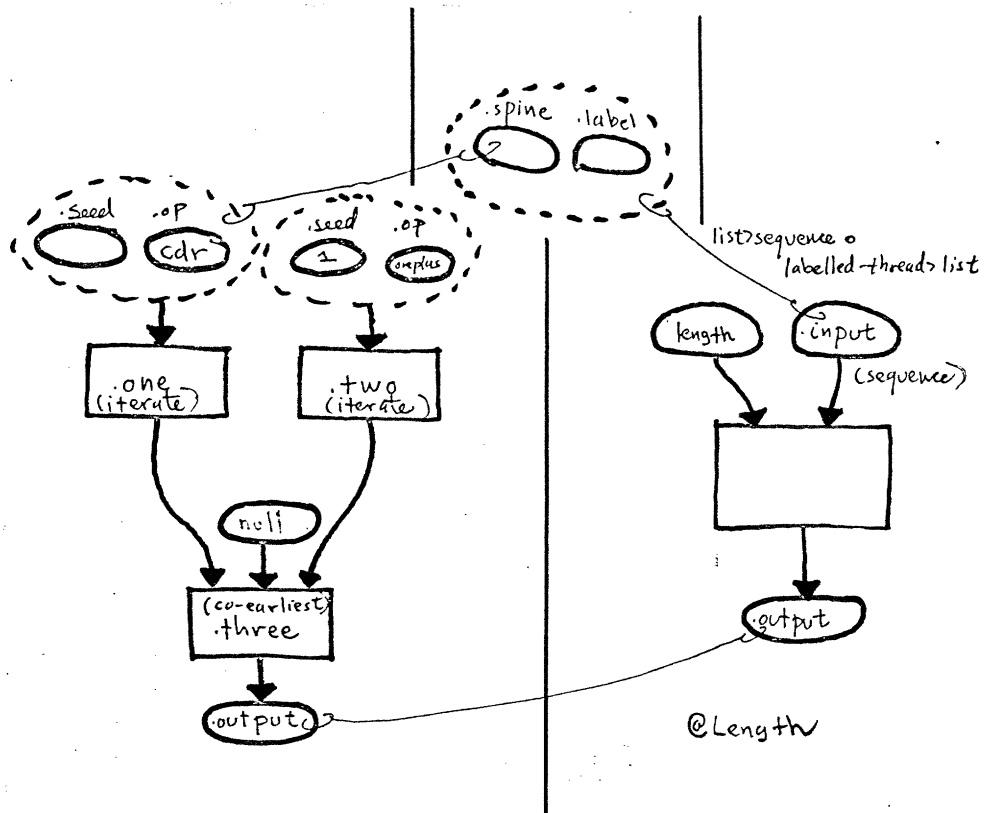 .spine .label
.seed .op
cdr
.seed .op
1 oneplus
list>sequence o
labelled-thread>list
length
.input
(sequence)
.one
(iterate)
.two
(iterate)
null
(co-earliest)
.three
.output
.output
@Length